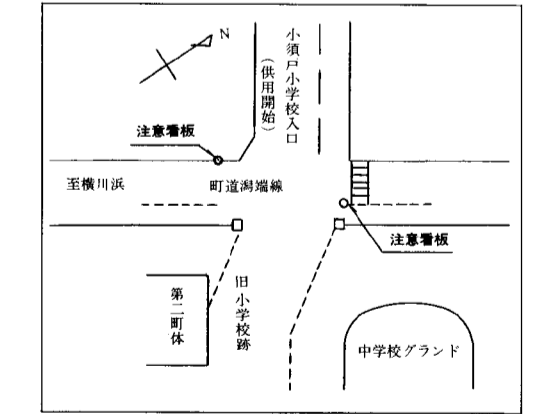 N
小須戸小学校入口
（供用開始）
注意看板
至横川浜
町道潟端線
注意看板
旧小学校跡
第二町体
中学校グランド